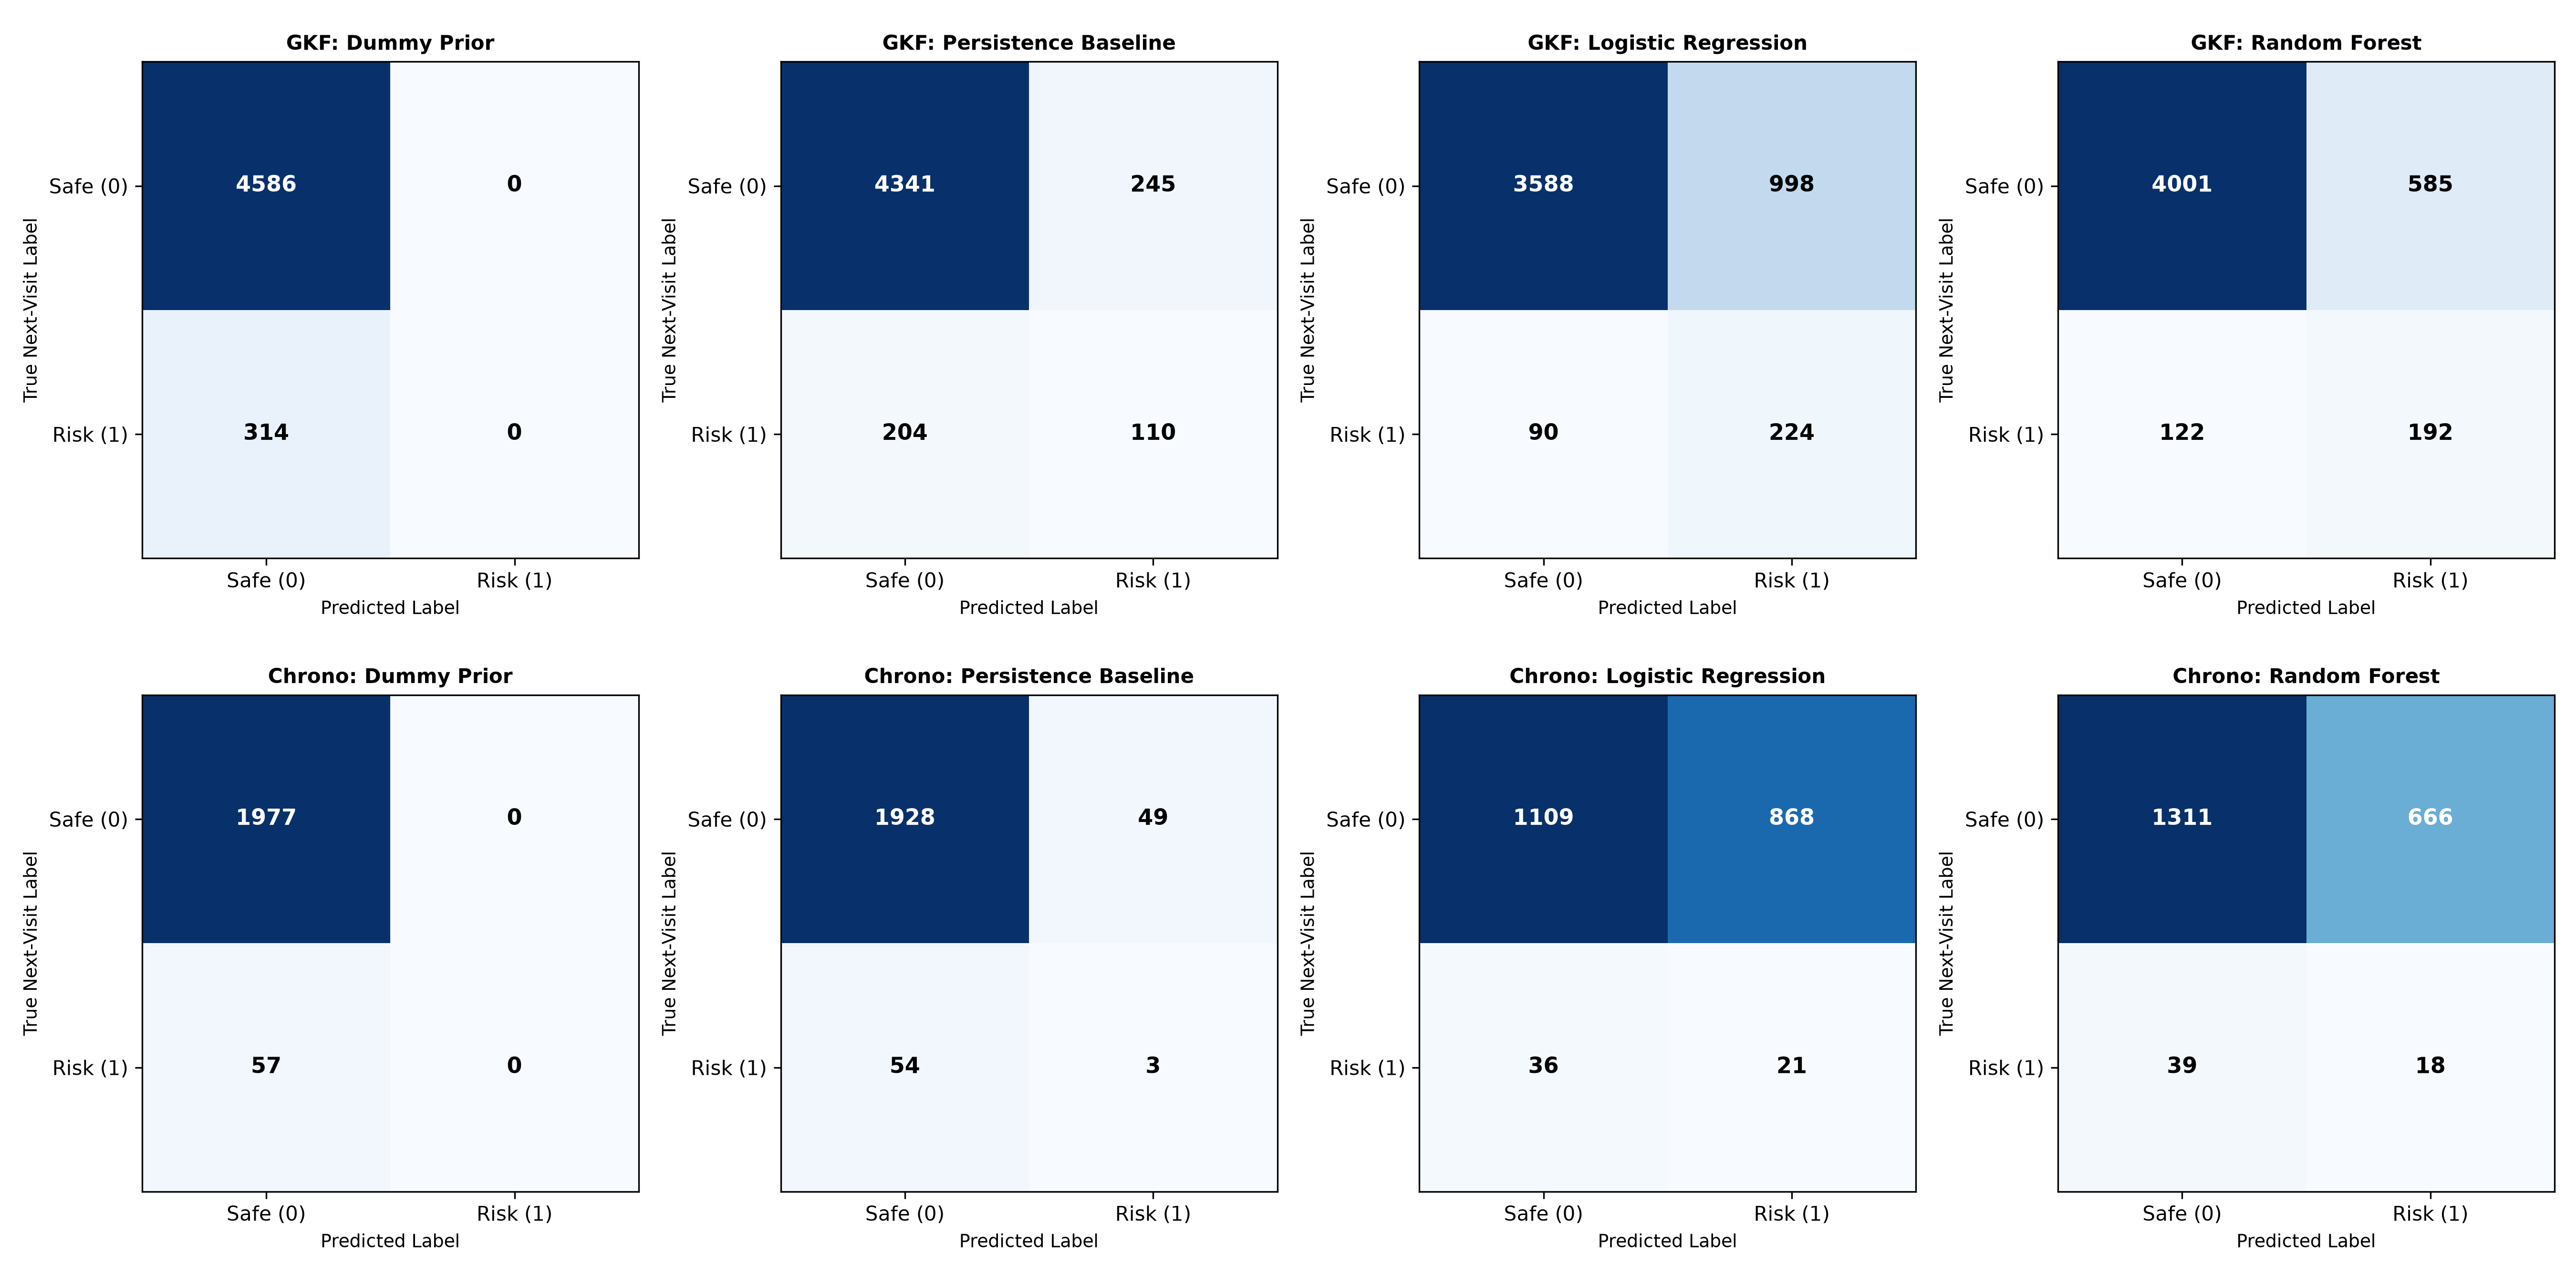 GKF: Dummy Prior
Safe (0)
4586
0
True Next-Visit Label
Risk (1)
314
0
Safe (0)
Risk (1)
Predicted Label
GKF: Persistence Baseline
Safe (0)
4341
245
True Next-Visit Label
Risk (1)
204
110
Safe (0)
Risk (1)
Predicted Label
GKF: Logistic Regression
Safe (0)
3588
998
True Next-Visit Label
Risk (1)
90
224
Safe (0)
Risk (1)
Predicted Label
GKF: Random Forest
Safe (0)
4001
585
True Next-Visit Label
Risk (1)
122
192
Safe (0)
Risk (1)
Predicted Label
Chrono: Dummy Prior
Safe (0)
1977
0
True Next-Visit Label
Risk (1)
57
0
Safe (0)
Risk (1)
Predicted Label
Chrono: Persistence Baseline
Safe (0)
1928
49
True Next-Visit Label
Risk (1)
54
3
Safe (0)
Risk (1)
Predicted Label
Chrono: Logistic Regression
Safe (0)
1109
868
True Next-Visit Label
Risk (1)
36
21
Safe (0)
Risk (1)
Predicted Label
Chrono: Random Forest
Safe (0)
1311
666
True Next-Visit Label
Risk (1)
39
18
Safe (0)
Risk (1)
Predicted Label